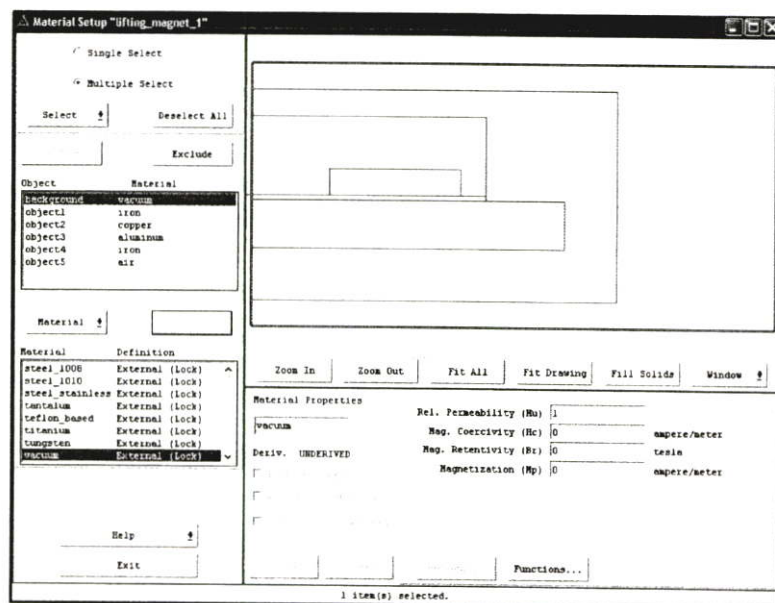 Material Setup "lifting_magnet_1"
Single Select
Multiple Select
Select Deselect All
Exclude
Object Material
background vacuum
object1 iron
object2 copper
object3 aluminum
object4 iron
object5 air
Material
Material Definition
steel_1008 External (Lock)
steel_1010 External (Lock)
steel_stainless External (Lock)
tantalum External (Lock)
teflon_based External (Lock)
titanium External (Lock)
tungsten External (Lock)
vacuum External (Lock)
Help
Exit
Zoom In Zoom Out Fit All Fit Drawing Fill Solids Window
Material Properties
vacuum
Deriv. UNDERIVED
Rel. Permeability (Mu) 1
Mag. Coercivity (Hc) 0 ampere/meter
Mag. Retentivity (Br) 0 tesla
Magnetization (Mp) 0 ampere/meter
Functions...
1 item(s) selected.